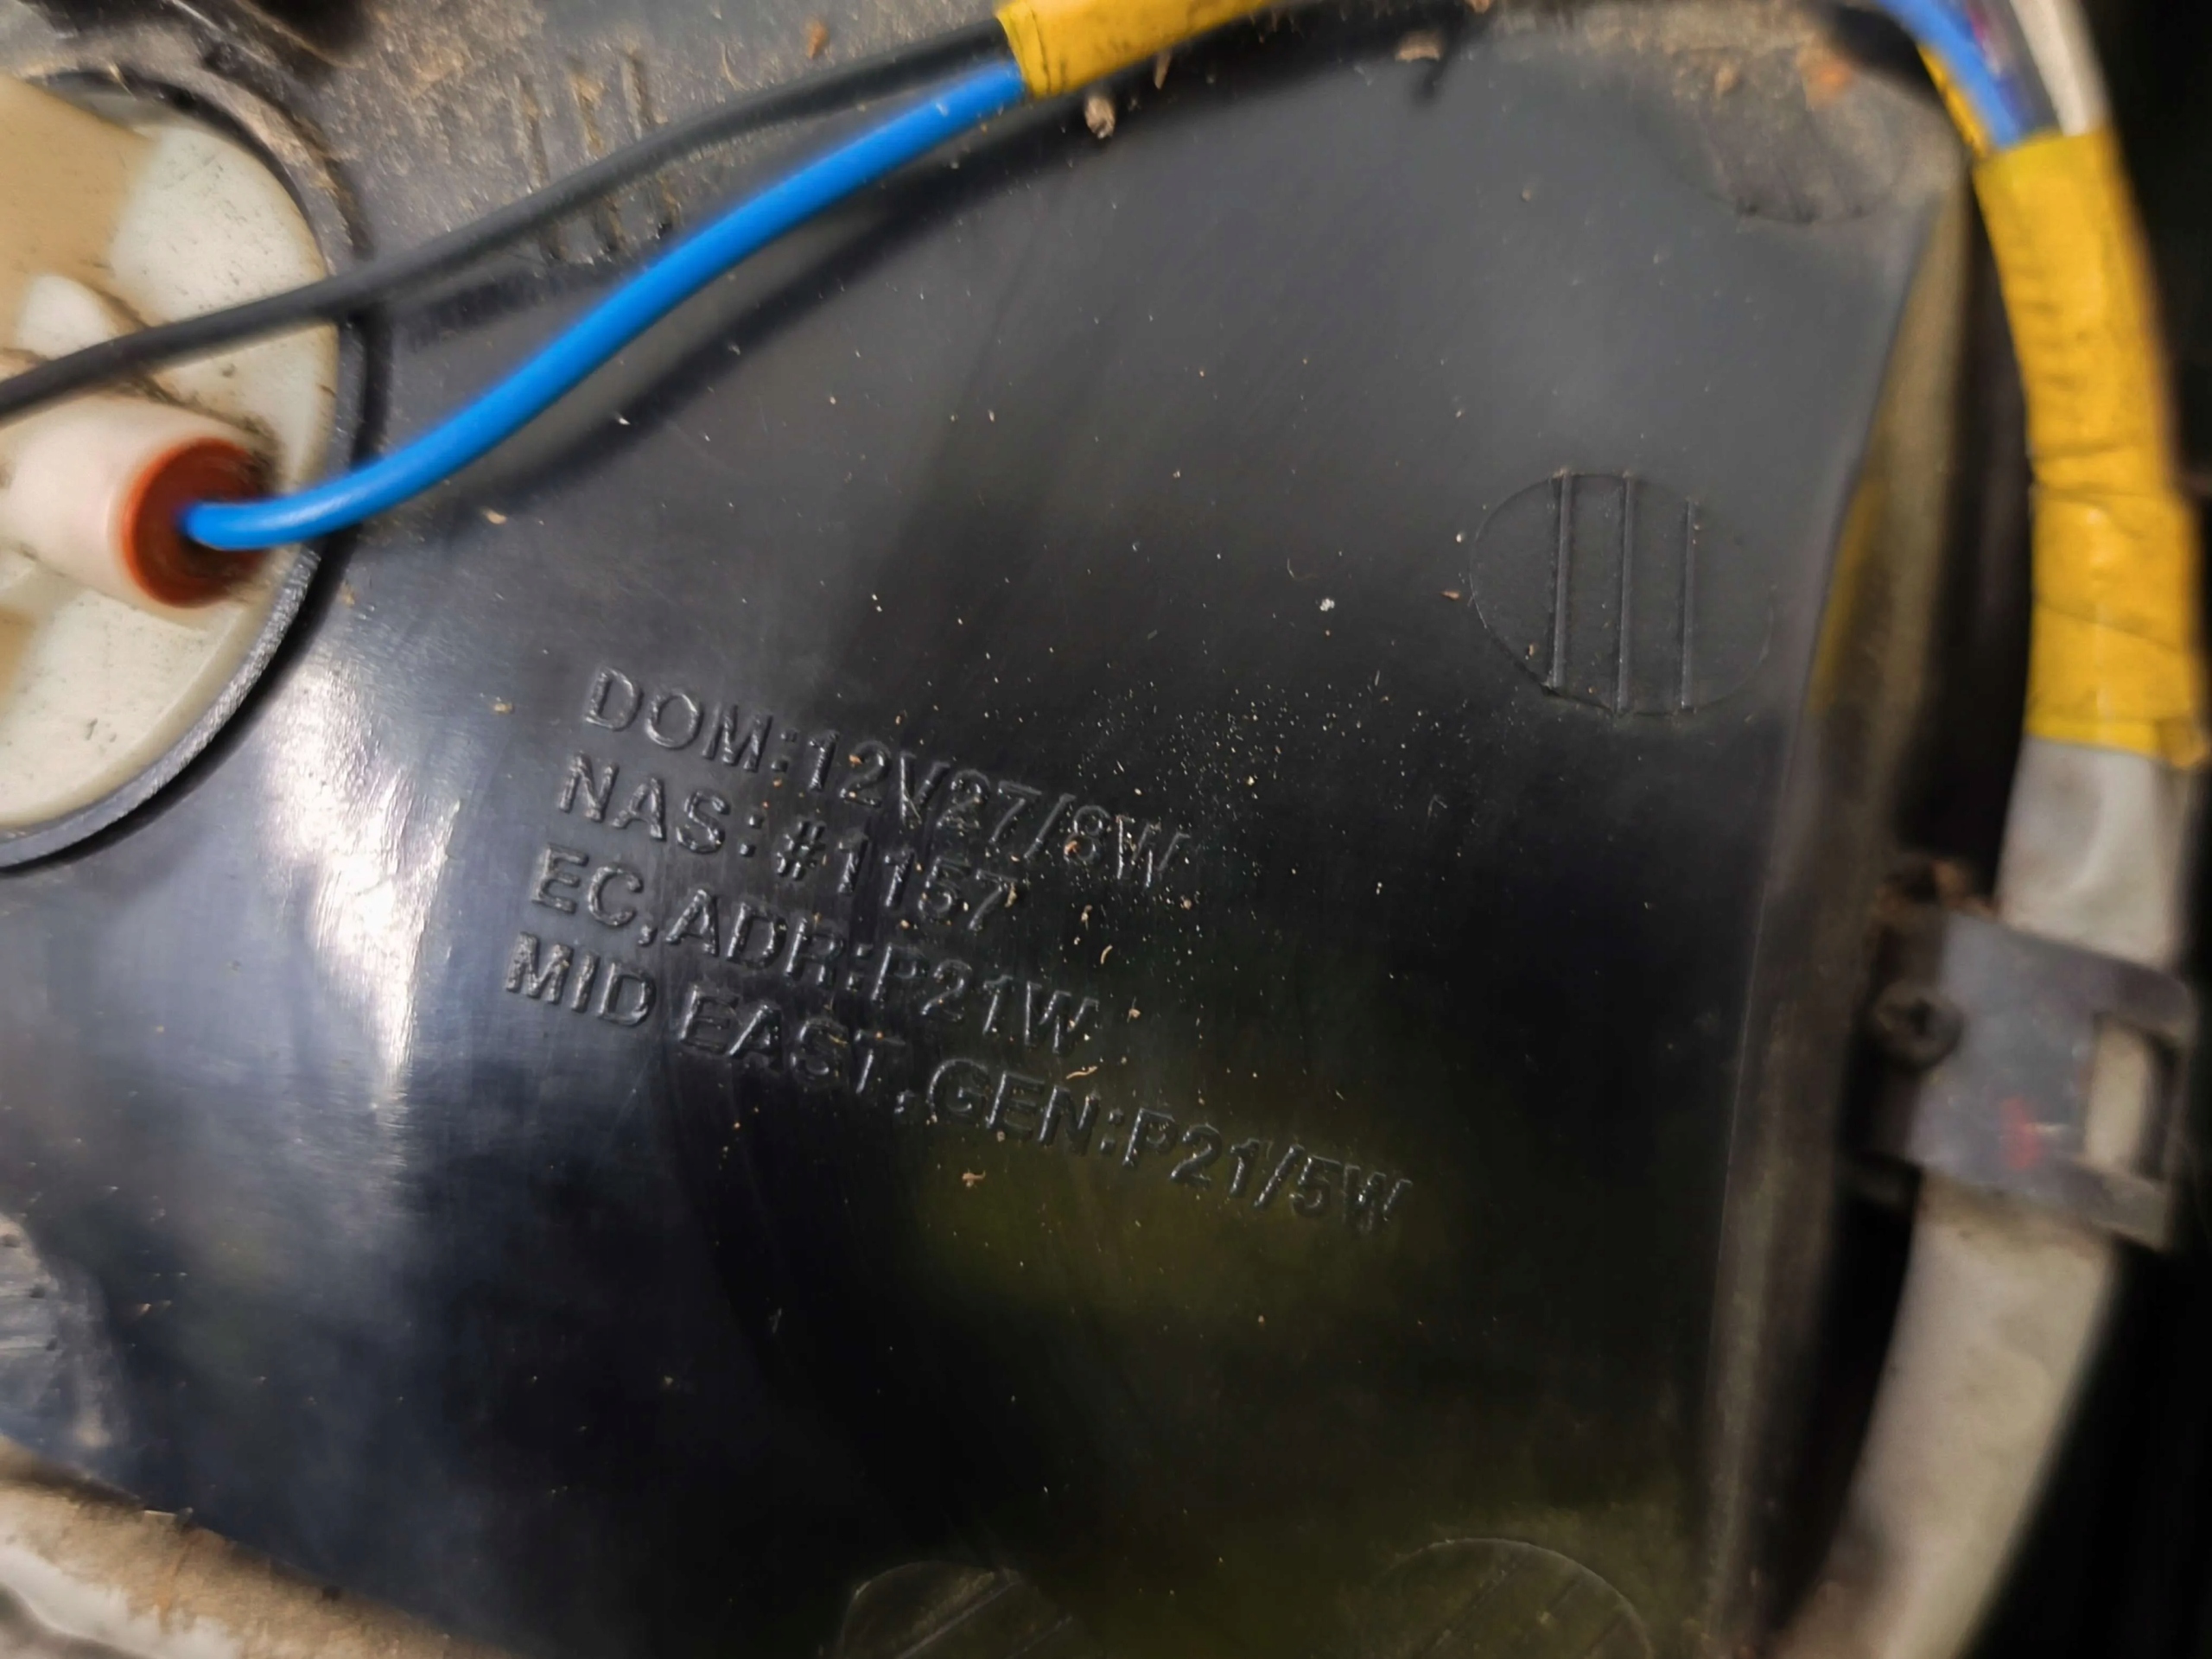 DOM:12V27/8W
NAS:#1157
EC,ADR:P21W
MID EAST,GEN:P21/5W